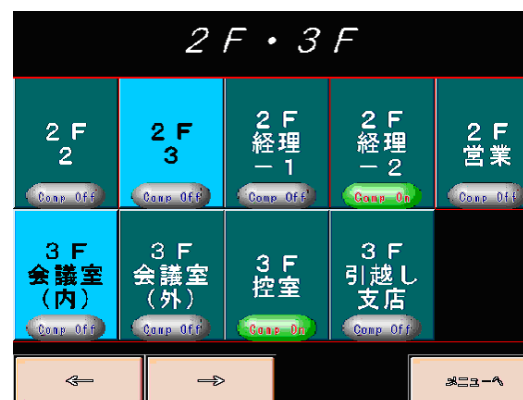 2F・3F
2F
2
Comp Off
2F
3
Comp Off
2F
経理
－1
Comp Off
2F
経理
－2
Comp On
2F
営業
Comp Off
3F
会議室
(内)
Comp Off
3F
会議室
(外)
Comp Off
3F
控室
Comp On
3F
引越し
支店
Comp Off
←
→
メニューへ